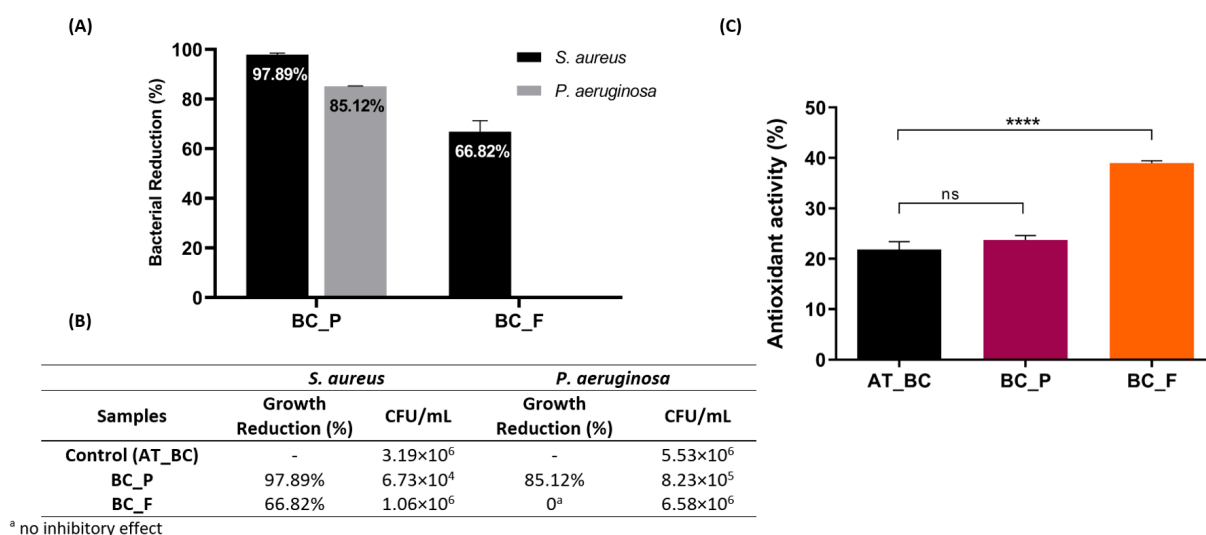 (A)
Bacterial Reduction (%)
100
80
60
40
20
0
97.89%
85.12%
66.82%
BC_P
BC_F
S. aureus
P. aeruginosa
(C)
Antioxidant activity (%)
50
40
30
20
10
0
****
ns
AT_BC
BC_P
BC_F
(B)
S. aureus P. aeruginosa
Samples Growth Reduction (%) CFU/mL Growth Reduction (%) CFU/mL
Control (AT_BC) - 3.19×10⁶ - 5.53×10⁶
BC_P 97.89% 6.73×10⁴ 85.12% 8.23×10⁵
BC_F 66.82% 1.06×10⁶ 0ᵃ 6.58×10⁶
ᵃ no inhibitory effect